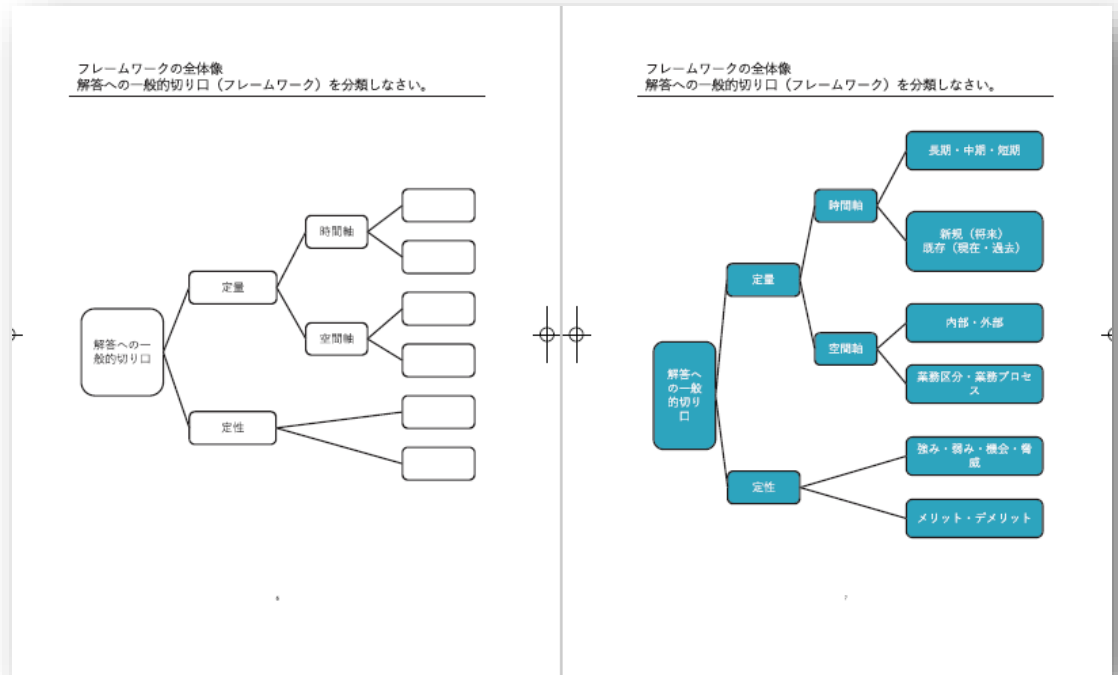 フレームワークの全体像
解答への一般的切り口（フレームワーク）を分類しなさい。
解答への一
般的切り口
定量
定性
時間軸
空間軸
6
フレームワークの全体像
解答への一般的切り口（フレームワーク）を分類しなさい。
解答へ
の一般
的切り
口
定量
定性
時間軸
空間軸
長期・中期・短期
新規（将来）
既存（現在・過去）
内部・外部
業務区分・業務プロセ
ス
強み・弱み・機会・脅
威
メリット・デメリット
7